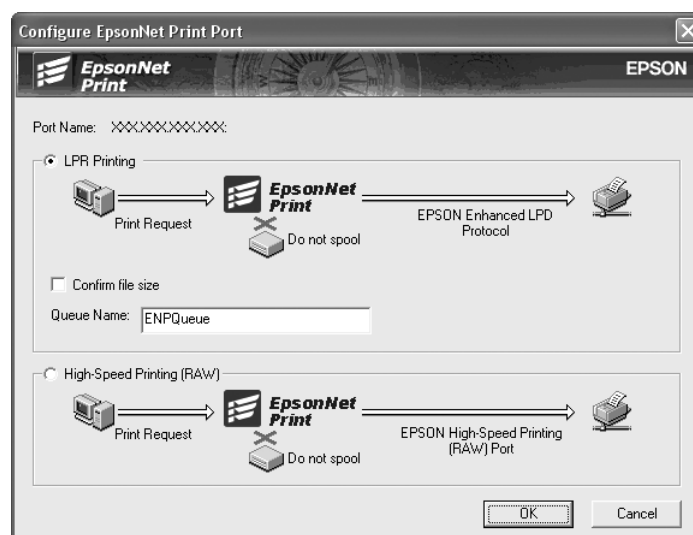 Configure EpsonNet Print Port
EpsonNet
Print
EPSON
Port Name: XXX.XXX.XXX.XXX:
LPR Printing
EpsonNet
Print
Print Request
EPSON Enhanced LPD
Protocol
Do not spool
Confirm file size
Queue Name: ENPQueue
High-Speed Printing (RAW)
EpsonNet
Print
Print Request
EPSON High-Speed Printing
(RAW) Port
Do not spool
OK
Cancel